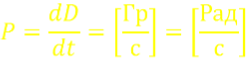 P = dD/dt = [Гр/с] = [Рад/с]